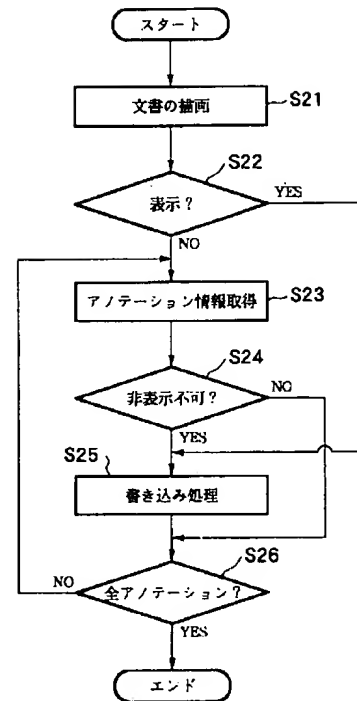 スタート
文書の描画
S21
S22
表示？
YES
NO
アノテーション情報取得
S23
S24
非表示不可？
NO
YES
S25
書き込み処理
S26
NO
全アノテーション？
YES
エンド